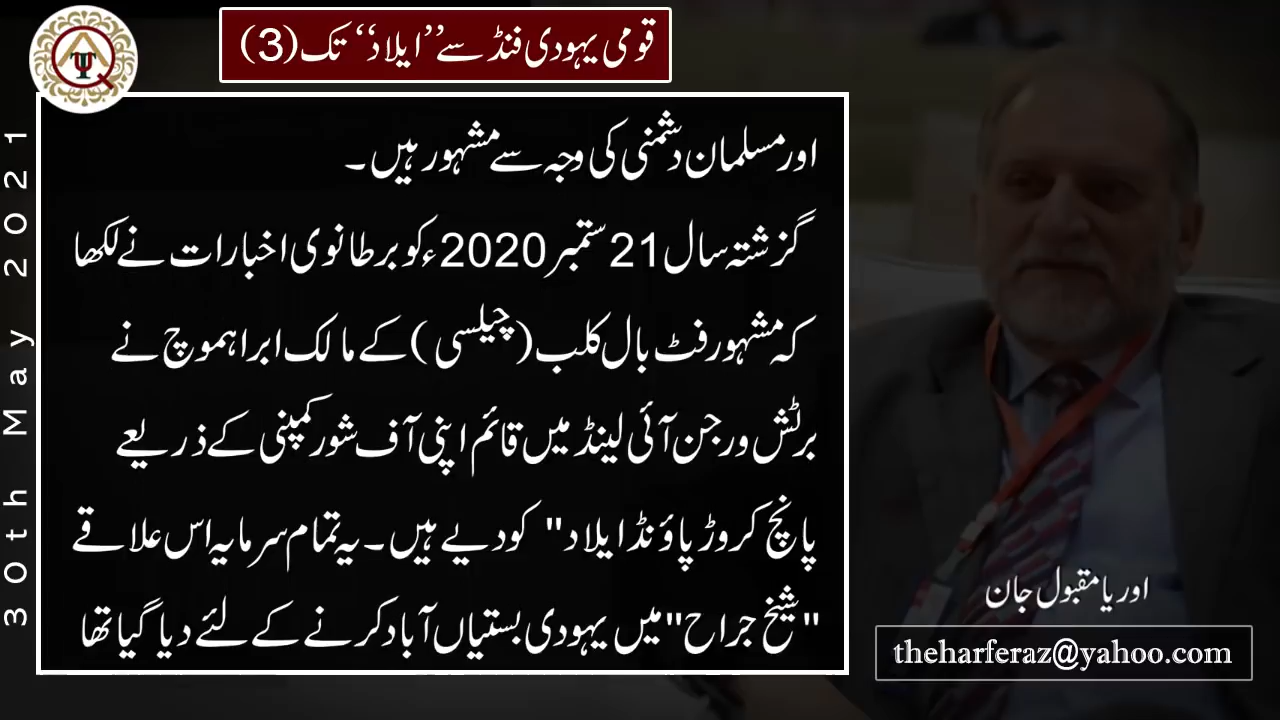 قومی یہودی فنڈ سے ’’ایلاد‘‘ تک (3)
اور مسلمان دشمنی کی وجہ سے مشہور ہیں۔
گزشتہ سال 21 ستمبر 2020ء کو برطانوی اخبارات نے لکھا
کہ مشہور فٹ بال کلب (چیلسی) کے مالک ابراہموچ نے
برٹش ورجن آئی لینڈ میں قائم اپنی آف شور کمپنی کے ذریعے
پانچ کروڑ پاؤنڈ ایلاد" کو دیے ہیں۔ یہ تمام سرمایہ اس علاقے
"شیخ جراح" میں یہودی بستیاں آباد کرنے کے لئے دیا گیا تھا
30th May 2021
اوریا مقبول جان
theharferaz@yahoo.com